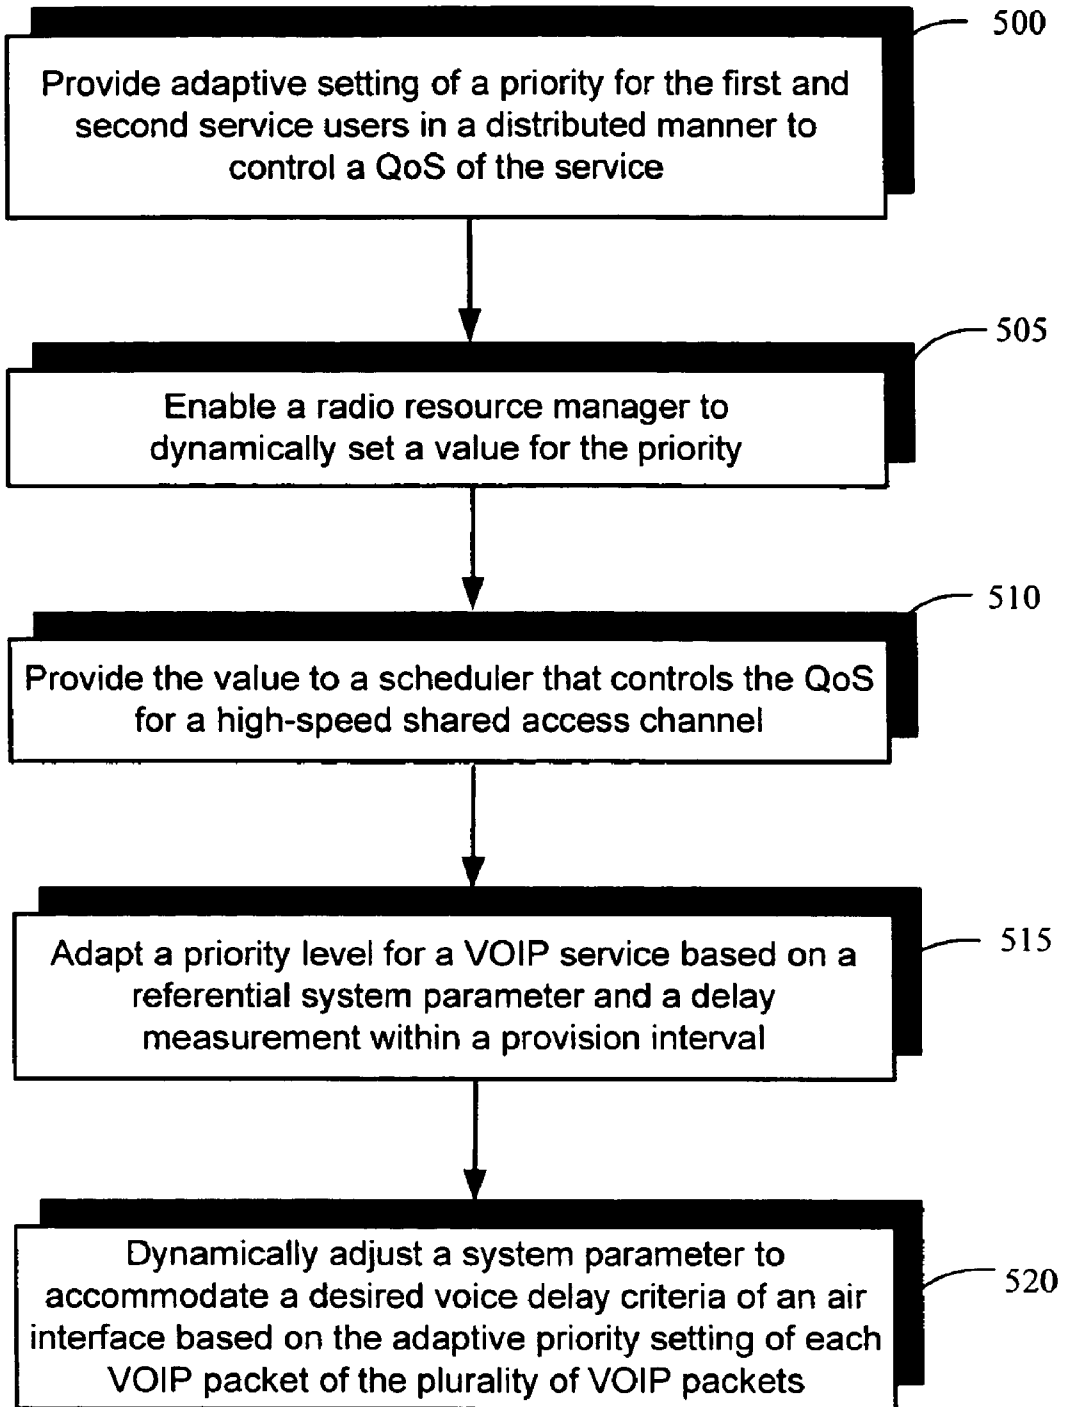 500
Provide adaptive setting of a priority for the first and
second service users in a distributed manner to
control a QoS of the service
505
Enable a radio resource manager to
dynamically set a value for the priority
510
Provide the value to a scheduler that controls the QoS
for a high-speed shared access channel
515
Adapt a priority level for a VOIP service based on a
referential system parameter and a delay
measurement within a provision interval
520
Dynamically adjust a system parameter to
accommodate a desired voice delay criteria of an air
interface based on the adaptive priority setting of each
VOIP packet of the plurality of VOIP packets